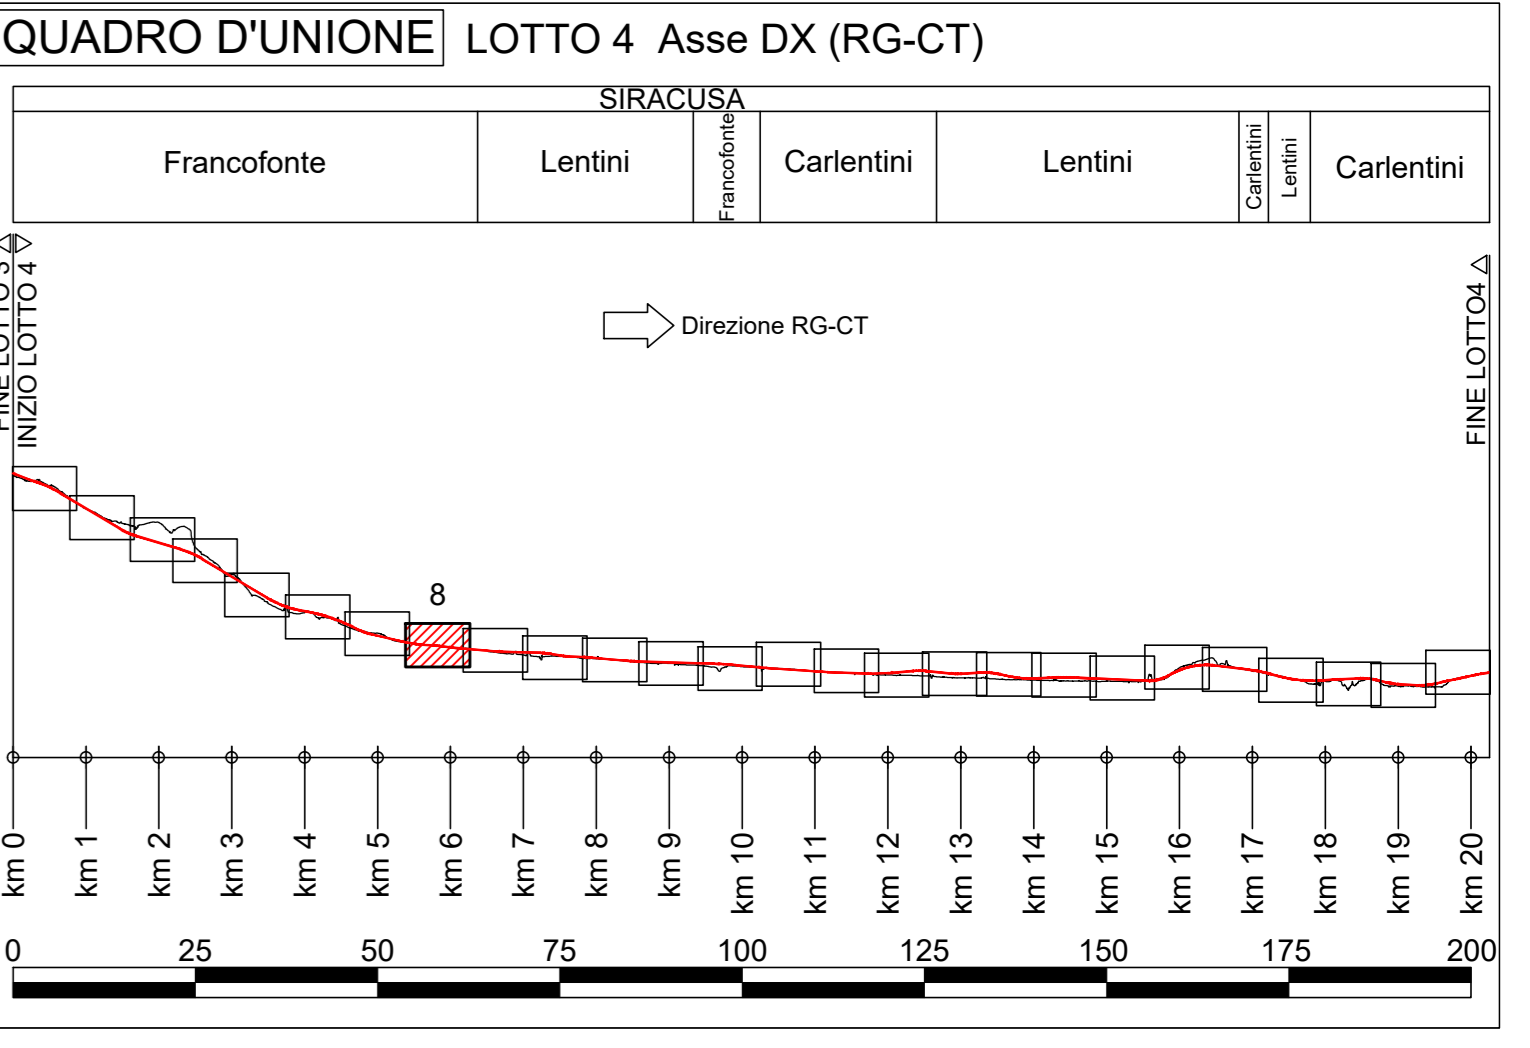 QUADRO D'UNIONE LOTTO 4 Asse DX (RG-CT)
SIRACUSA
Francofonte
Lentini
Francofonte
Carlentini
Lentini
Carlentini
Lentini
Carlentini
FINE LOTTO 3
INIZIO LOTTO 4
Direzione RG-CT
FINE LOTTO4
8
km 0
km 1
km 2
km 3
km 4
km 5
km 6
km 7
km 8
km 9
km 10
km 11
km 12
km 13
km 14
km 15
km 16
km 17
km 18
km 19
km 20
0 25 50 75 100 125 150 175 200